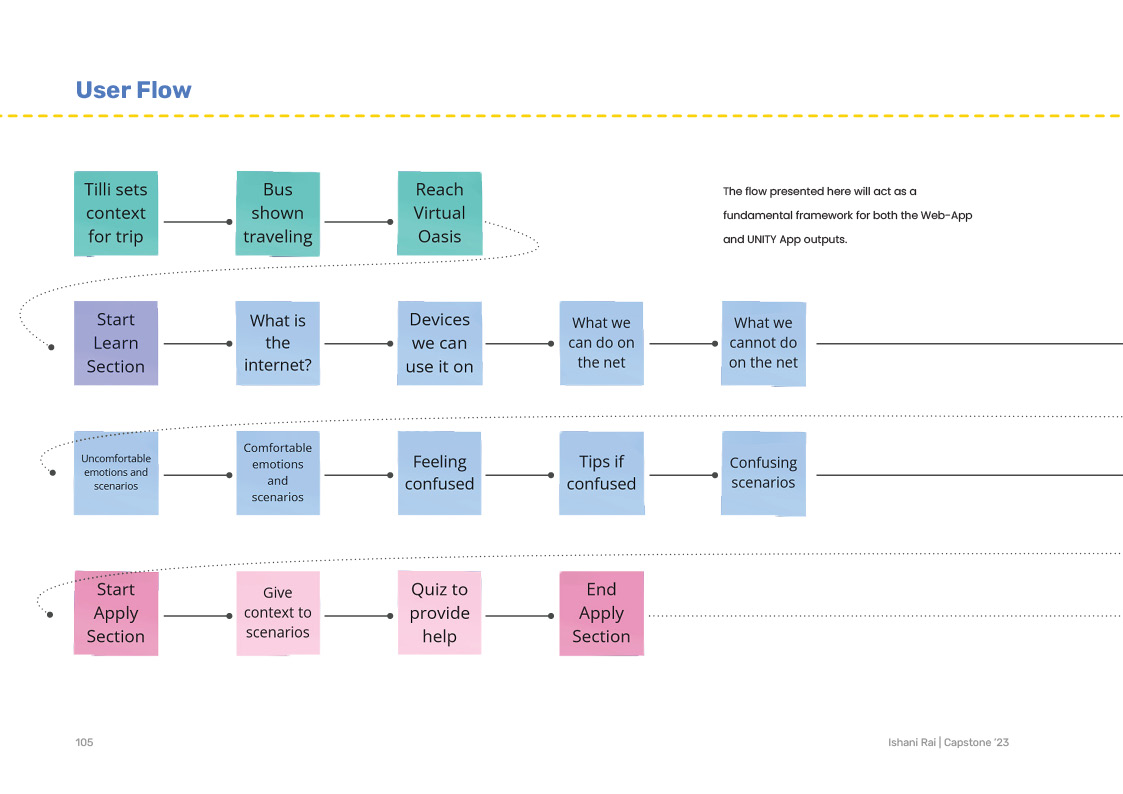 User Flow
Tilli sets
context
for trip
Bus
shown
traveling
Reach
Virtual
Oasis
The flow presented here will act as a
fundamental framework for both the Web-App
and UNITY App outputs.
Start
Learn
Section
What is
the
internet?
Devices
we can
use it on
What we
can do on
the net
What we
cannot do
on the net
Uncomfortable
emotions and
scenarios
Comfortable
emotions
and
scenarios
Feeling
confused
Tips if
confused
Confusing
scenarios
Start
Apply
Section
Give
context to
scenarios
Quiz to
provide
help
End
Apply
Section
105
Ishani Rai | Capstone '23